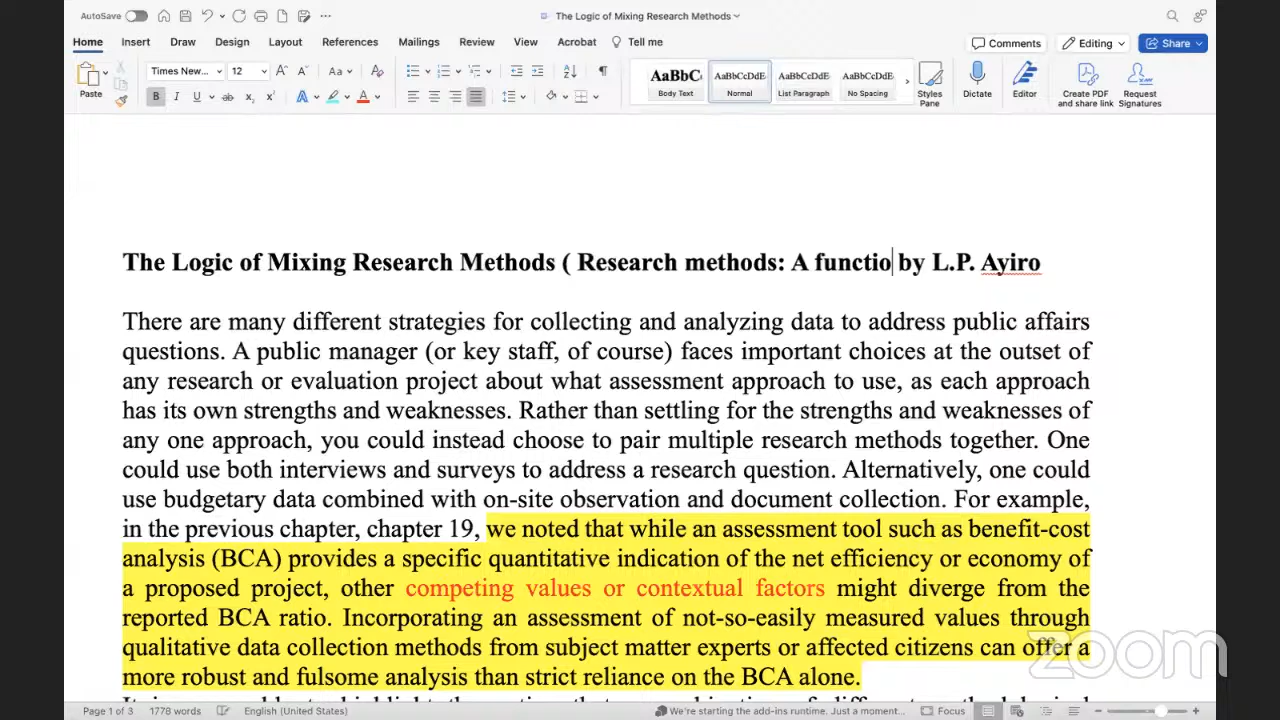 AutoSave
The Logic of Mixing Research Methods
Home Insert Draw Design Layout References Mailings Review View Acrobat Tell me
Comments Editing Share
Paste
Times New... 12
Aa
B I U ab x₂ x² A A
AaBbC Body Text
AaBbCcDdE Normal
AaBbCcDdE List Paragraph
AaBbCcDdE No Spacing
Styles Pane
Dictate
Editor
Create PDF and share link
Request Signatures
The Logic of Mixing Research Methods ( Research methods: A functio by L.P. Ayiro
There are many different strategies for collecting and analyzing data to address public affairs
questions. A public manager (or key staff, of course) faces important choices at the outset of
any research or evaluation project about what assessment approach to use, as each approach
has its own strengths and weaknesses. Rather than settling for the strengths and weaknesses of
any one approach, you could instead choose to pair multiple research methods together. One
could use both interviews and surveys to address a research question. Alternatively, one could
use budgetary data combined with on-site observation and document collection. For example,
in the previous chapter, chapter 19, we noted that while an assessment tool such as benefit-cost
analysis (BCA) provides a specific quantitative indication of the net efficiency or economy of
a proposed project, other competing values or contextual factors might diverge from the
reported BCA ratio. Incorporating an assessment of not-so-easily measured values through
qualitative data collection methods from subject matter experts or affected citizens can offer a
more robust and fulsome analysis than strict reliance on the BCA alone.
zoom
Page 1 of 3 1778 words English (United States) We're starting the add-ins runtime. Just a moment... Focus